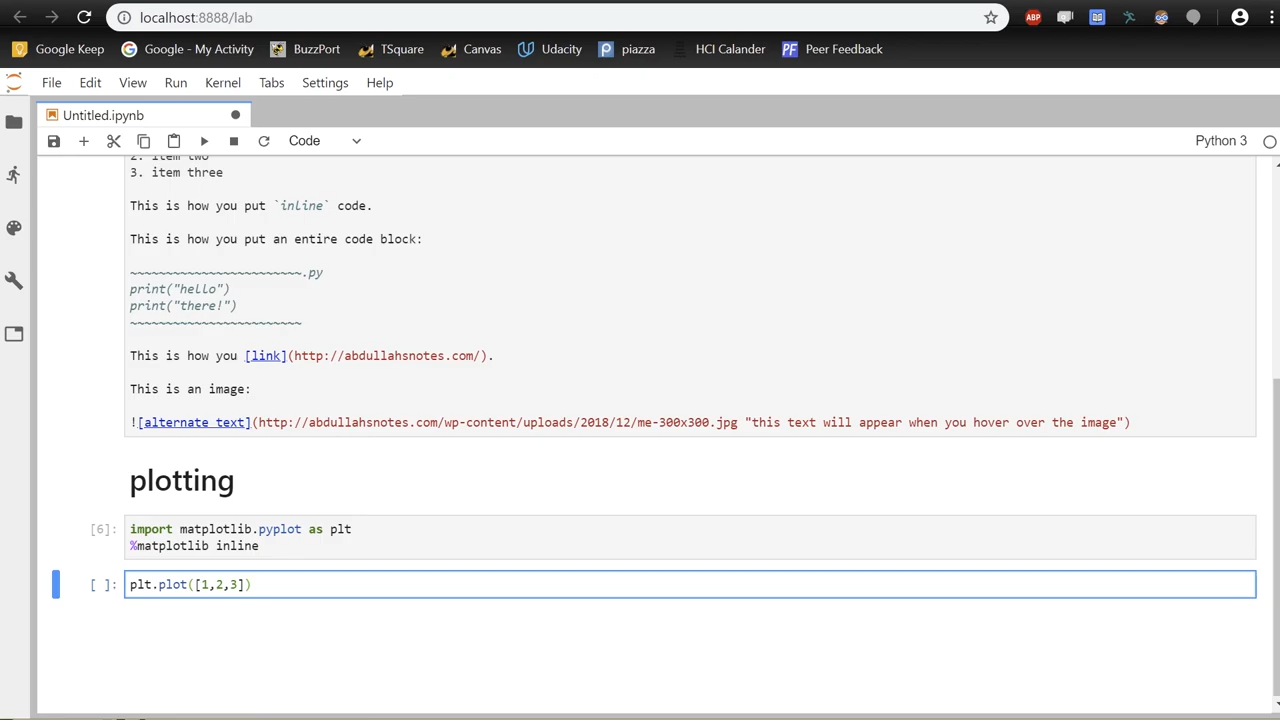 localhost:8888/lab
ABP
Google Keep
Google - My Activity
BuzzPort
TSquare
Canvas
Udacity
piazza
HCI Calander
PF Peer Feedback
File Edit View Run Kernel Tabs Settings Help
Untitled.ipynb
Code
Python 3
2. item two
3. item three
This is how you put `inline` code.
This is how you put an entire code block:
~~~~~~~~~~~~~~~~~~~~~~~~.py
print("hello")
print("there!")
~~~~~~~~~~~~~~~~~~~~~~~~
This is how you [link](http://abdullahsnotes.com/).
This is an image:
![alternate text](http://abdullahsnotes.com/wp-content/uploads/2018/12/me-300x300.jpg "this text will appear when you hover over the image")
plotting
[6]: import matplotlib.pyplot as plt
%matplotlib inline
[ ]: plt.plot([1,2,3])